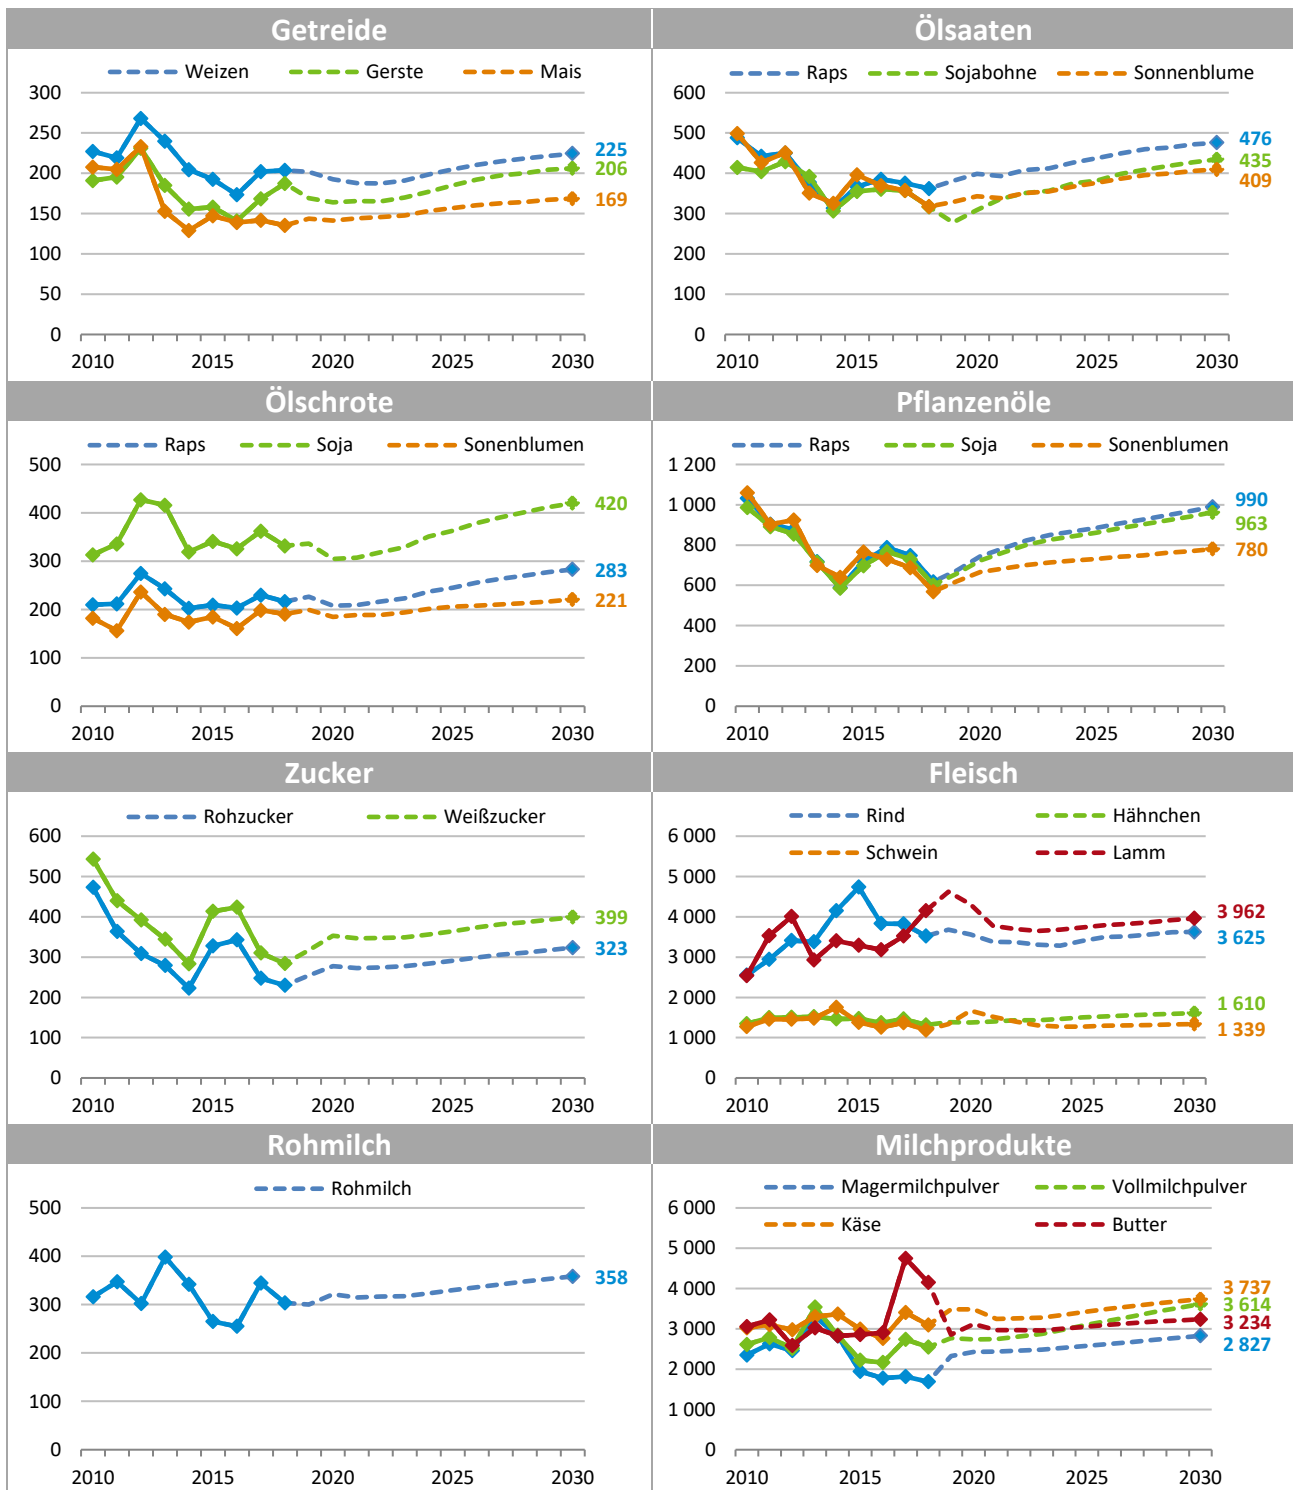 Getreide
Weizen Gerste Mais
300
250
200
150
100
50
0
225
206
169
2010 2015 2020 2025 2030
Ölsaaten
Raps Sojabohne Sonnenblume
600
500
400
300
200
100
0
476
435
409
2010 2015 2020 2025 2030
Ölschrote
Raps Soja Sonenblumen
500
400
300
200
100
0
420
283
221
2010 2015 2020 2025 2030
Pflanzenöle
Raps Soja Sonenblumen
1 200
1 000
800
600
400
200
0
990
963
780
2010 2015 2020 2025 2030
Zucker
Rohzucker Weißzucker
600
500
400
300
200
100
0
399
323
2010 2015 2020 2025 2030
Fleisch
Rind Hähnchen
Schwein Lamm
6 000
5 000
4 000
3 000
2 000
1 000
0
3 962
3 625
1 610
1 339
2010 2015 2020 2025 2030
Rohmilch
Rohmilch
500
400
300
200
100
0
358
2010 2015 2020 2025 2030
Milchprodukte
Magermilchpulver Vollmilchpulver
Käse Butter
6 000
5 000
4 000
3 000
2 000
1 000
0
3 737
3 614
3 234
2 827
2010 2015 2020 2025 2030